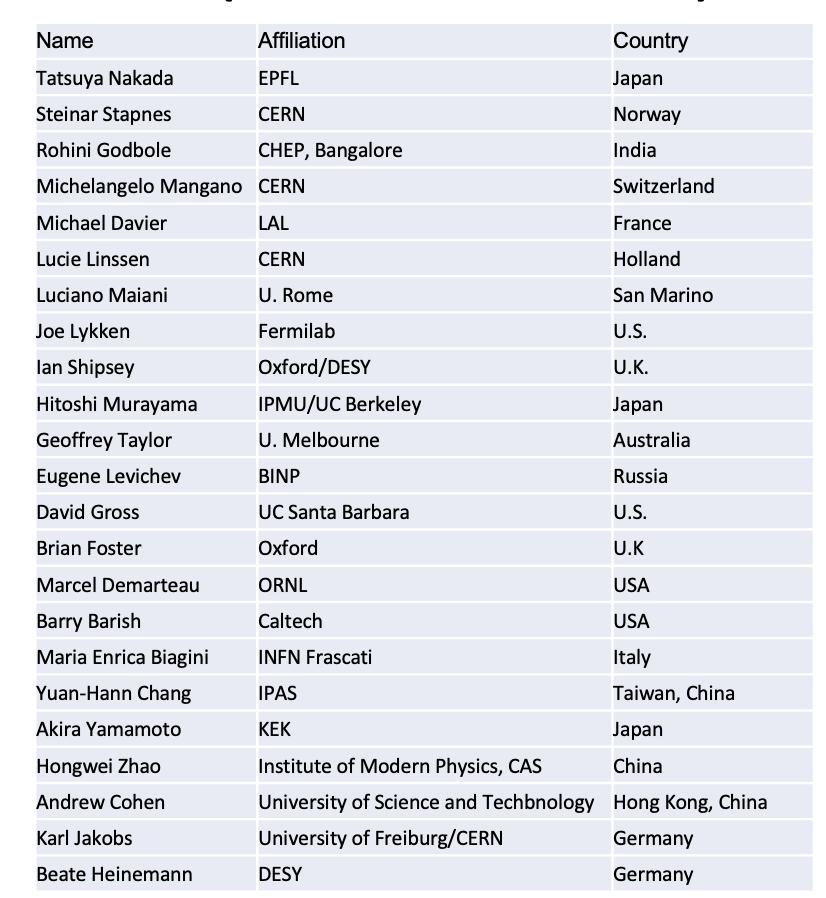 Name Affiliation Country
Tatsuya Nakada EPFL Japan
Steinar Stapnes CERN Norway
Rohini Godbole CHEP, Bangalore India
Michelangelo Mangano CERN Switzerland
Michael Davier LAL France
Lucie Linssen CERN Holland
Luciano Maiani U. Rome San Marino
Joe Lykken Fermilab U.S.
Ian Shipsey Oxford/DESY U.K.
Hitoshi Murayama IPMU/UC Berkeley Japan
Geoffrey Taylor U. Melbourne Australia
Eugene Levichev BINP Russia
David Gross UC Santa Barbara U.S.
Brian Foster Oxford U.K
Marcel Demarteau ORNL USA
Barry Barish Caltech USA
Maria Enrica Biagini INFN Frascati Italy
Yuan-Hann Chang IPAS Taiwan, China
Akira Yamamoto KEK Japan
Hongwei Zhao Institute of Modern Physics, CAS China
Andrew Cohen University of Science and Techbnology Hong Kong, China
Karl Jakobs University of Freiburg/CERN Germany
Beate Heinemann DESY Germany